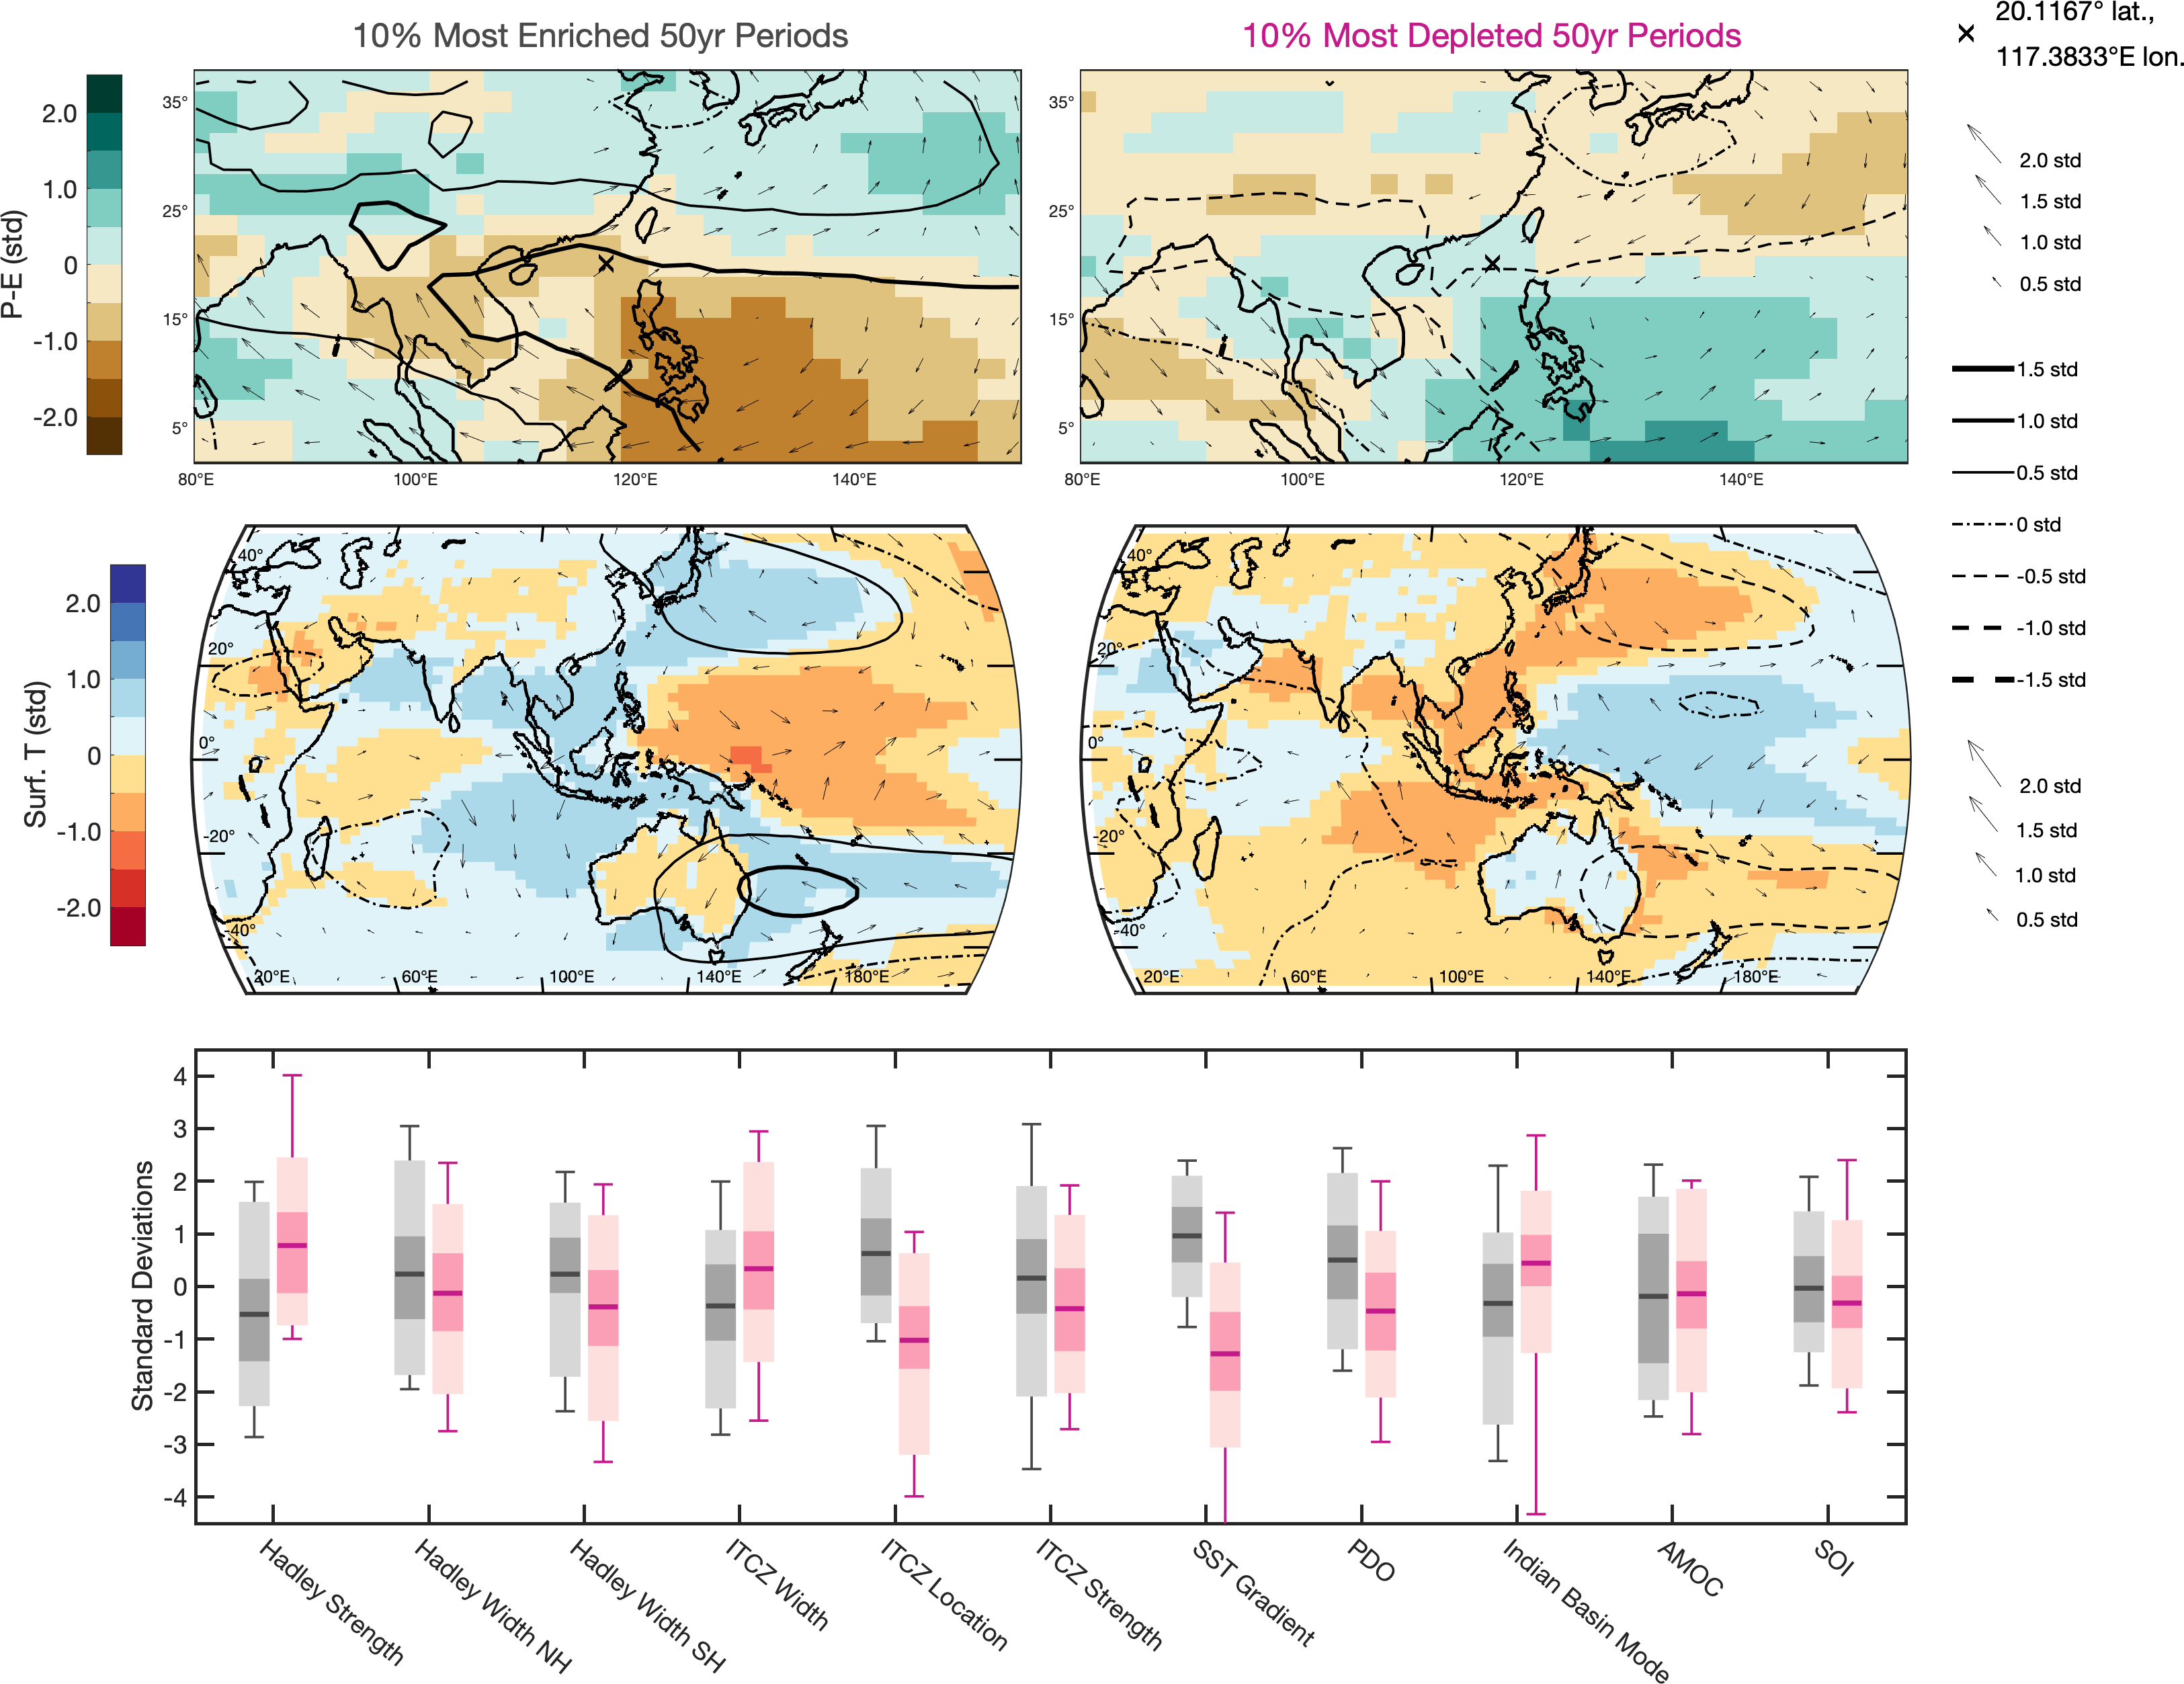 10% Most Enriched 50yr Periods
10% Most Depleted 50yr Periods
20.1167° lat.,
117.3833°E lon.
P-E (std)
2.0
1.0
0
-1.0
-2.0
35°
25°
15°
5°
80°E
100°E
120°E
140°E
35°
25°
15°
5°
80°E
100°E
120°E
140°E
2.0 std
1.5 std
1.0 std
0.5 std
1.5 std
1.0 std
0.5 std
0 std
-0.5 std
-1.0 std
-1.5 std
2.0 std
1.5 std
1.0 std
0.5 std
Surf. T (std)
2.0
1.0
0
-1.0
-2.0
40°
20°
0°
-20°
-40°
20°E
60°E
100°E
140°E
180°E
40°
20°
0°
-20°
-40°
20°E
60°E
100°E
140°E
180°E
Standard Deviations
4
3
2
1
0
-1
-2
-3
-4
Hadley Strength
Hadley Width NH
Hadley Width SH
ITCZ Width
ITCZ Location
ITCZ Strength
SST Gradient
PDO
Indian Basin Mode
AMOC
SOI